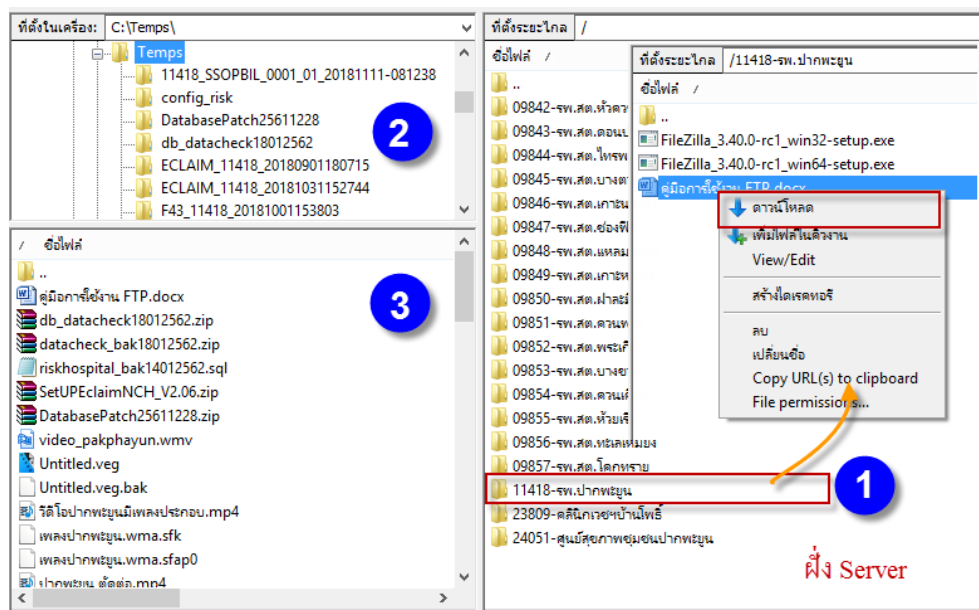 ที่ตั้งในเครื่อง: C:\Temps\
Temps
11418_SSOPBIL_0001_01_20181111-081238
config_risk
DatabasePatch25611228
db_datacheck18012562
ECLAIM_11418_20180901180715
ECLAIM_11418_20181031152744
F43_11418_20181001153803
2
/ ชื่อไฟล์
..
คู่มือการใช้งาน FTP.docx
db_datacheck18012562.zip
datacheck_bak18012562.zip
riskhospital_bak14012562.sql
SetUPEclaimNCH_V2.06.zip
DatabasePatch25611228.zip
video_pakphayun.wmv
Untitled.veg
Untitled.veg.bak
วิดีโอปากพะยูนมีเพลงประกอบ.mp4
เพลงปากพะยูน.wma.sfk
เพลงปากพะยูน.wma.sfap0
ปากพะยูน ตัดต่อ.mp4
3
ที่ตั้งระยะไกล /
ชื่อไฟล์ /
..
09842-รพ.สต.หัวคว
09843-รพ.สต.ดอนป
09844-รพ.สต.ไทรพ
09845-รพ.สต.บางต
09846-รพ.สต.เกาะน
09847-รพ.สต.ช่องฟื
09848-รพ.สต.แหลม
09849-รพ.สต.เกาะห
09850-รพ.สต.ฝาละมี
09851-รพ.สต.ควนพ
09852-รพ.สต.พระเกิ
09853-รพ.สต.บางข
09854-รพ.สต.ควนเคี
09855-รพ.สต.ห้วยเรื
09856-รพ.สต.ทะเลเหมียง
09857-รพ.สต.โคกทราย
11418-รพ.ปากพะยูน
23809-คลินิกเวชฯบ้านโพธิ์
24051-ศูนย์สุขภาพชุมชนปากพะยูน
ที่ตั้งระยะไกล /11418-รพ.ปากพะยูน
ชื่อไฟล์ /
..
FileZilla_3.40.0-rc1_win32-setup.exe
FileZilla_3.40.0-rc1_win64-setup.exe
คู่มือการใช้งาน FTP.docx
ดาวน์โหลด
เพิ่มไฟล์ในคิวงาน
View/Edit
สร้างไดเรคทอรี
ลบ
เปลี่ยนชื่อ
Copy URL(s) to clipboard
File permissions...
1
ฝั่ง Server